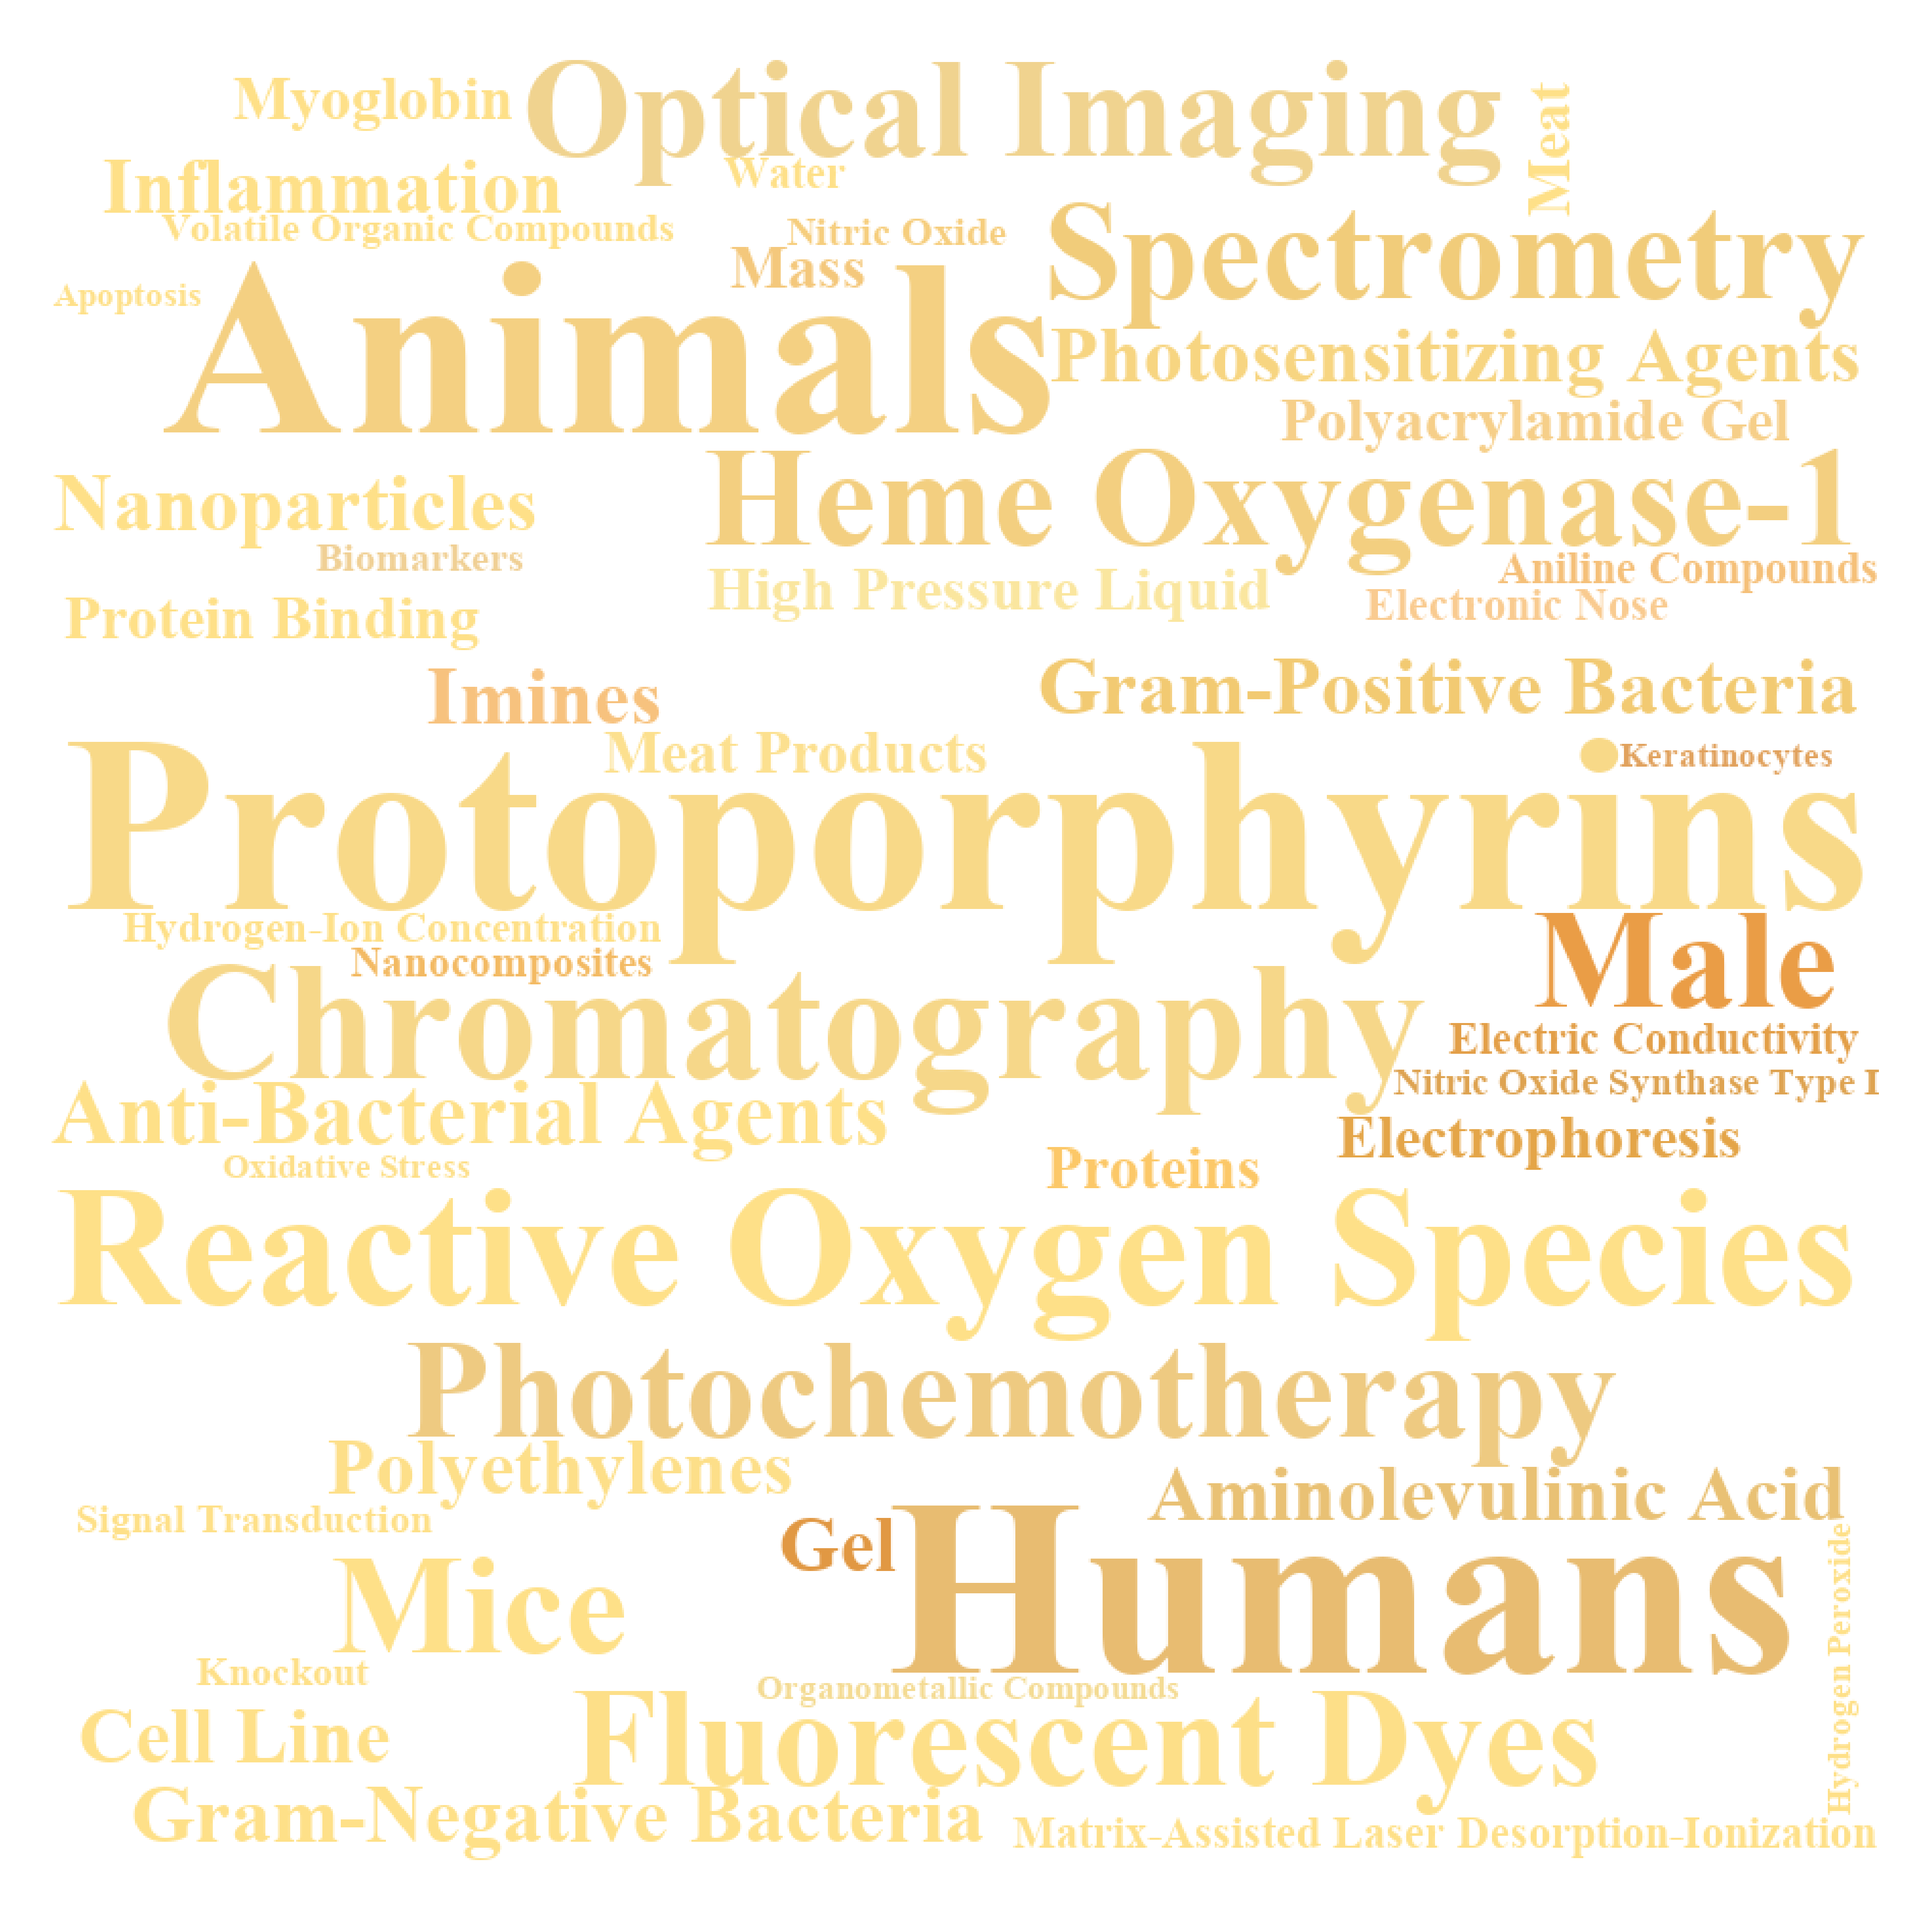 Optical Imaging
Myoglobin
Meat
Water
Inflammation
Volatile Organic Compounds
Nitric Oxide
Mass
Spectrometry
Apoptosis
Animals
Photosensitizing Agents
Polyacrylamide Gel
Nanoparticles
Heme Oxygenase-1
Biomarkers
Aniline Compounds
High Pressure Liquid
Electronic Nose
Protein Binding
Imines
Gram-Positive Bacteria
Meat Products
Keratinocytes
Protoporphyrins
Hydrogen-Ion Concentration
Nanocomposites
Male
Chromatography
Electric Conductivity
Nitric Oxide Synthase Type I
Anti-Bacterial Agents
Electrophoresis
Oxidative Stress
Proteins
Reactive Oxygen Species
Photochemotherapy
Polyethylenes
Aminolevulinic Acid
Signal Transduction
Gel
Humans
Hydrogen Peroxide
Mice
Knockout
Organometallic Compounds
Cell Line
Fluorescent Dyes
Gram-Negative Bacteria
Matrix-Assisted Laser Desorption-Ionization